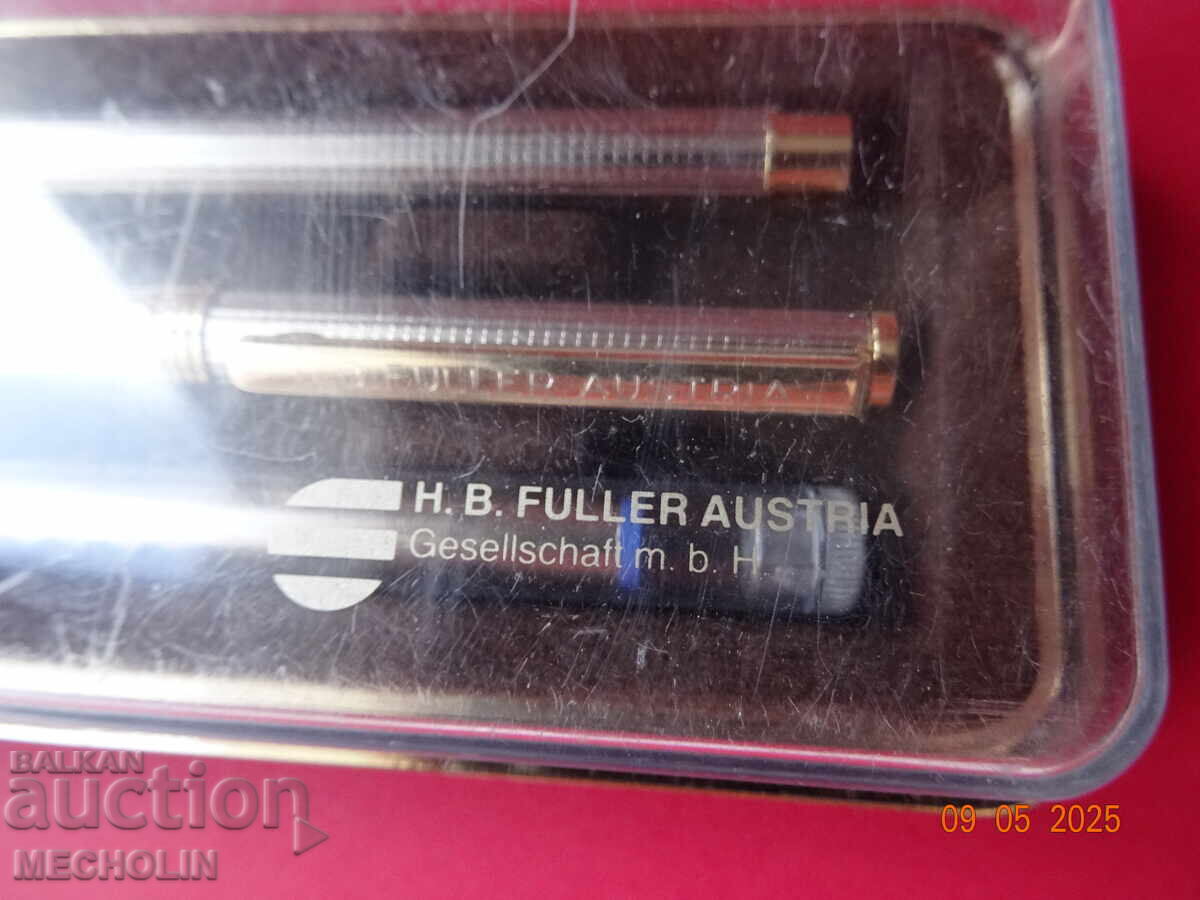 FULLER AUSTRIA
H. B. FULLER AUSTRIA
Gesellschaft m. b. H.
BALKAN
auction
MECHOLIN
09 05 2025